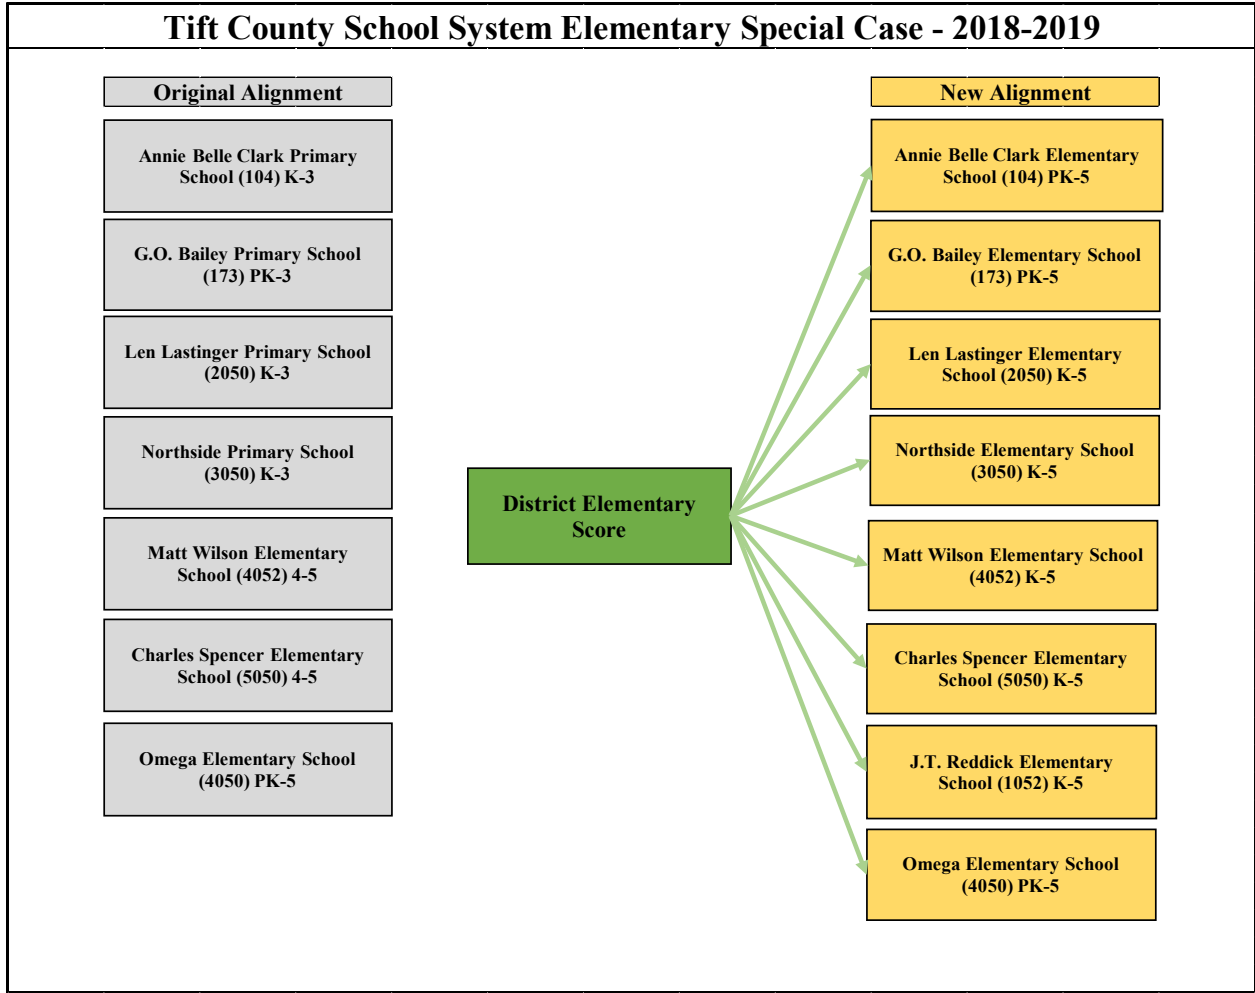 Tift County School System Elementary Special Case - 2018-2019
Original Alignment
Annie Belle Clark Primary
School (104) K-3
G.O. Bailey Primary School
(173) PK-3
Len Lastinger Primary School
(2050) K-3
Northside Primary School
(3050) K-3
Matt Wilson Elementary
School (4052) 4-5
Charles Spencer Elementary
School (5050) 4-5
Omega Elementary School
(4050) PK-5
District Elementary
Score
New Alignment
Annie Belle Clark Elementary
School (104) PK-5
G.O. Bailey Elementary School
(173) PK-5
Len Lastinger Elementary
School (2050) K-5
Northside Elementary School
(3050) K-5
Matt Wilson Elementary School
(4052) K-5
Charles Spencer Elementary
School (5050) K-5
J.T. Reddick Elementary
School (1052) K-5
Omega Elementary School
(4050) PK-5